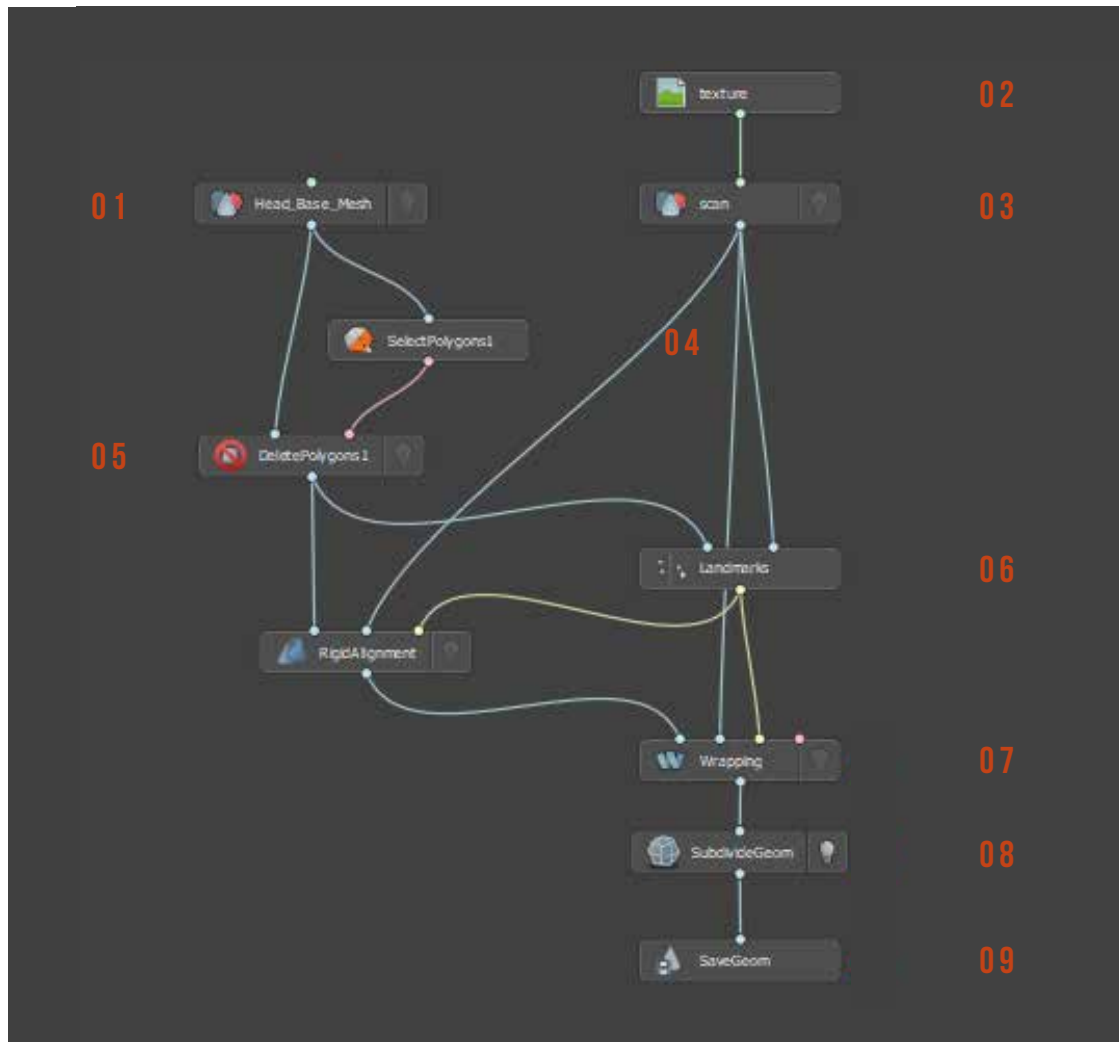 texture
02
01
Head_Base_Mesh
scan
03
SelectPolygons1
04
05
DeletePolygons1
Landmarks
06
RigidAlignment
Wrapping
07
SubdivideGeom
08
SaveGeom
09